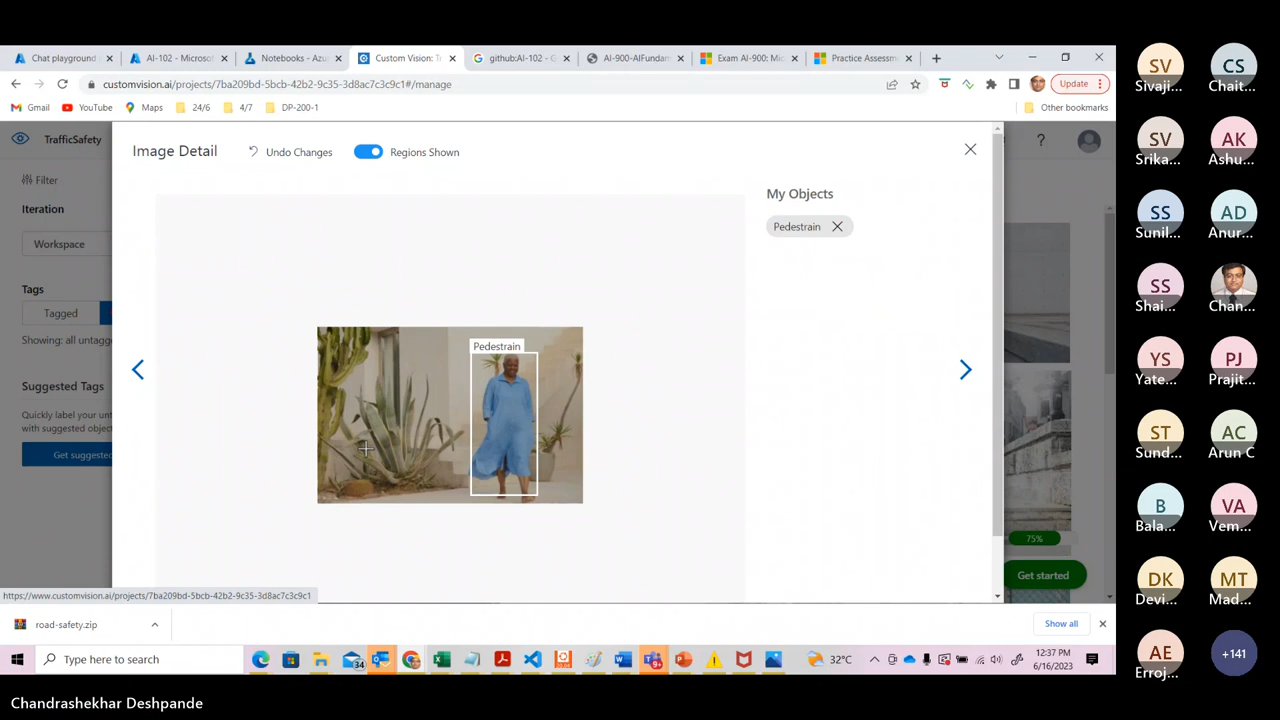 Chat playground
AI-102 - Microsof
Notebooks - Azu
Custom Vision: T
github:AI-102 - G
AI-900-AIFundam
Exam AI-900: Mic
Practice Assessm
customvision.ai/projects/7ba209bd-5bcb-42b2-9c35-3d8ac7c3c9c1#/manage
Update
Gmail
YouTube
Maps
24/6
4/7
DP-200-1
Other bookmarks
TrafficSafety
?
Filter
Iteration
Workspace
Tags
Tagged
Showing: all untagge
Suggested Tags
Quickly label your unt
with suggested objec
Get suggested
Image Detail
Undo Changes
Regions Shown
My Objects
Pedestrain
Pedestrain
75%
Get started
https://www.customvision.ai/projects/7ba209bd-5bcb-42b2-9c35-3d8ac7c3c9c1
road-safety.zip
Show all
Type here to search
34
9+
32°C
12:37 PM
6/16/2023
Chandrashekhar Deshpande
SV
Sivaji...
CS
Chait...
SV
Srika...
AK
Ashu...
SS
Sunil...
AD
Anur...
SS
Shai...
Chan...
YS
Yate...
PJ
Prajit...
ST
Sund...
AC
Arun C
B
Bala...
VA
Vem...
DK
Devi...
MT
Mad...
AE
Erroj...
+141